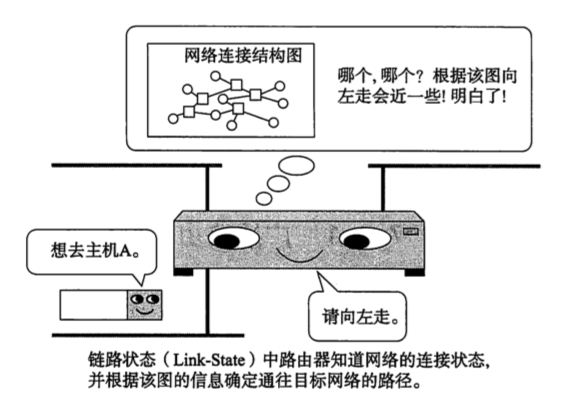 网络连接结构图
哪个,哪个? 根据该图向
左走会近一些! 明白了!
想去主机A。
请向左走。
链路状态（Link-State）中路由器知道网络的连接状态,
并根据该图的信息确定通往目标网络的路径。